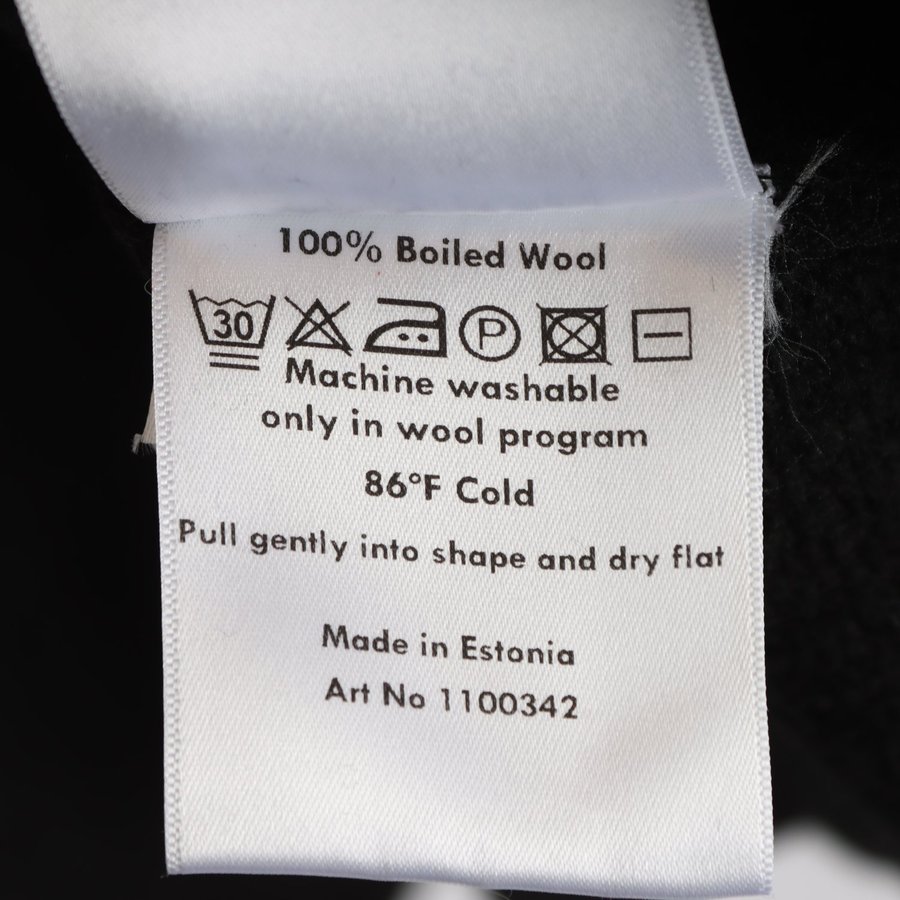 100% Boiled Wool
30 P
Machine washable
only in wool program
86°F Cold
Pull gently into shape and dry flat
Made in Estonia
Art No 1100342